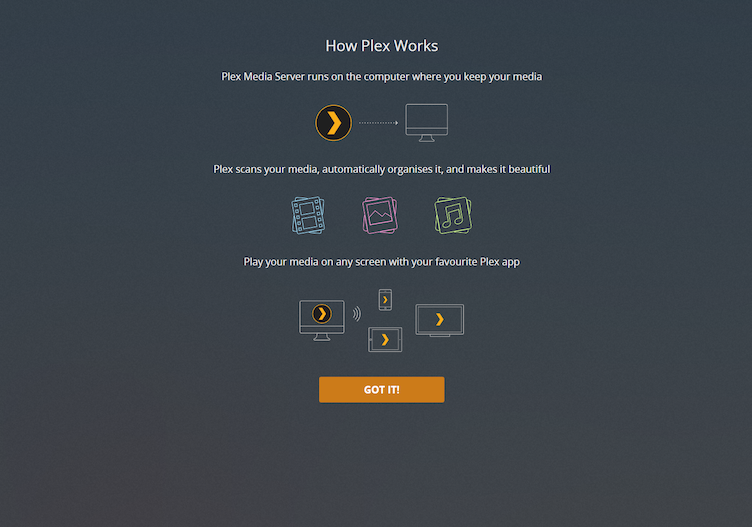 How Plex Works
Plex Media Server runs on the computer where you keep your media
Plex scans your media, automatically organises it, and makes it beautiful
Play your media on any screen with your favourite Plex app
GOT IT!